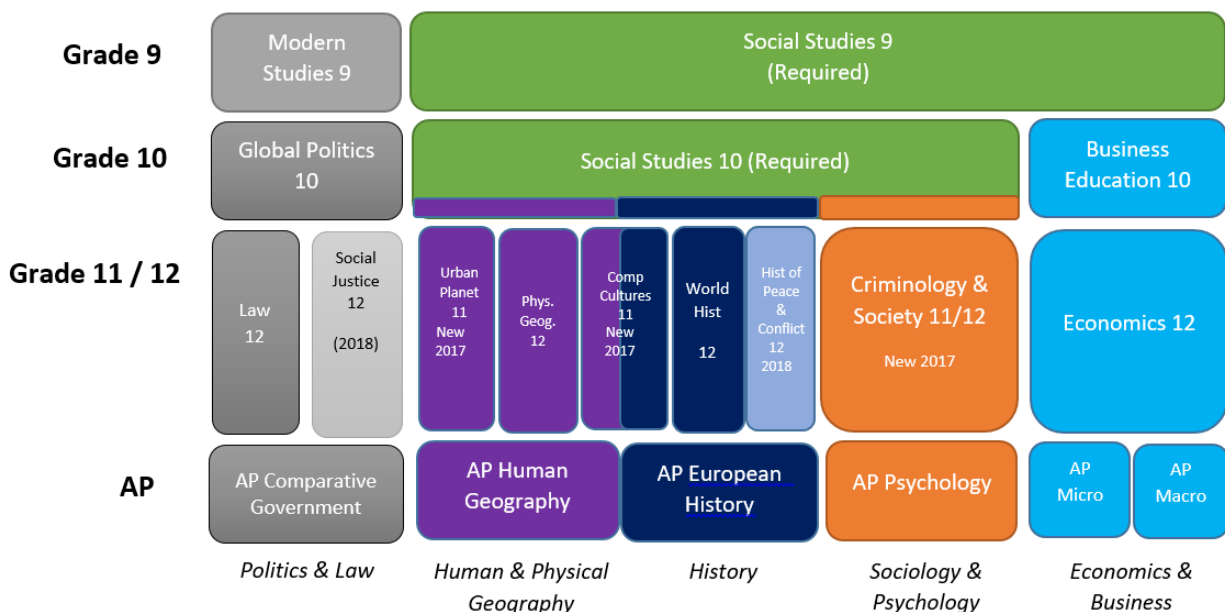 Grade 9
Modern
Studies 9
Social Studies 9
(Required)
Grade 10
Global Politics
10
Social Studies 10 (Required)
Business
Education 10
Grade 11 / 12
Law
12
Social
Justice
12
(2018)
Urban
Planet
11
New
2017
Phys.
Geog.
12
Comp
Cultures
11
New
2017
World
Hist
12
Hist of
Peace
&
Conflict
12
2018
Criminology &
Society 11/12
New 2017
Economics 12
AP
AP Comparative
Government
AP Human
Geography
AP European
History
AP Psychology
AP
Micro
AP
Macro
Politics & Law
Human & Physical
Geography
History
Sociology &
Psychology
Economics &
Business